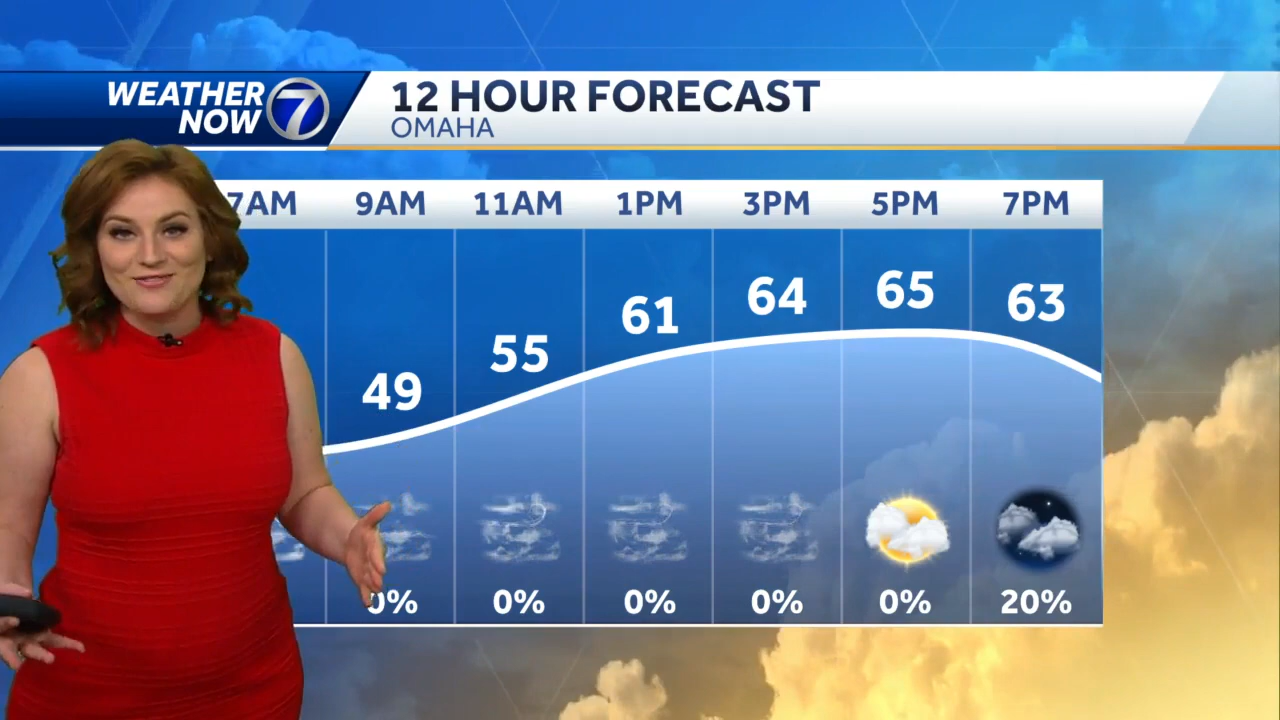 WEATHER
NOW 7
12 HOUR FORECAST
OMAHA
7AM 9AM 11AM 1PM 3PM 5PM 7PM
49 55 61 64 65 63
0% 0% 0% 0% 0% 20%